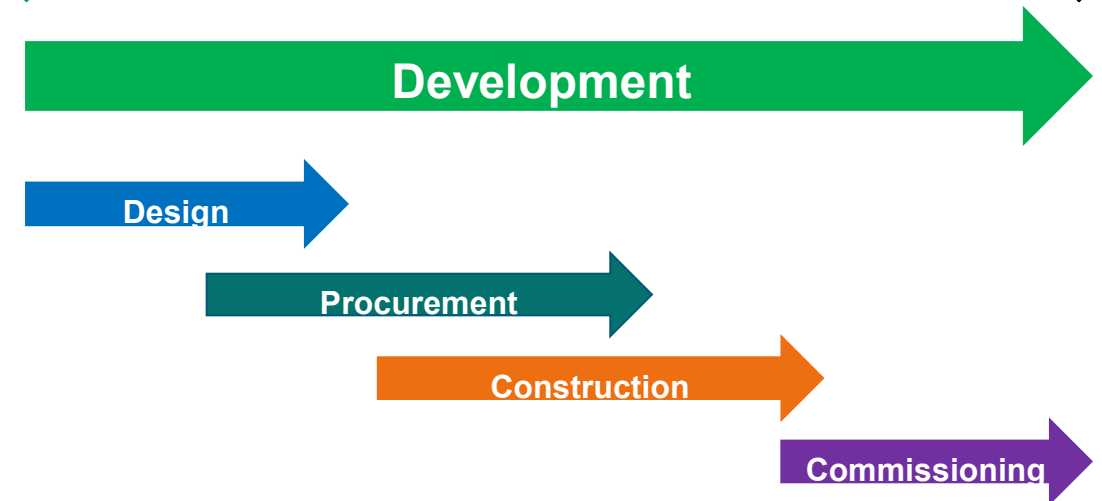 Development
Design
Procurement
Construction
Commissioning